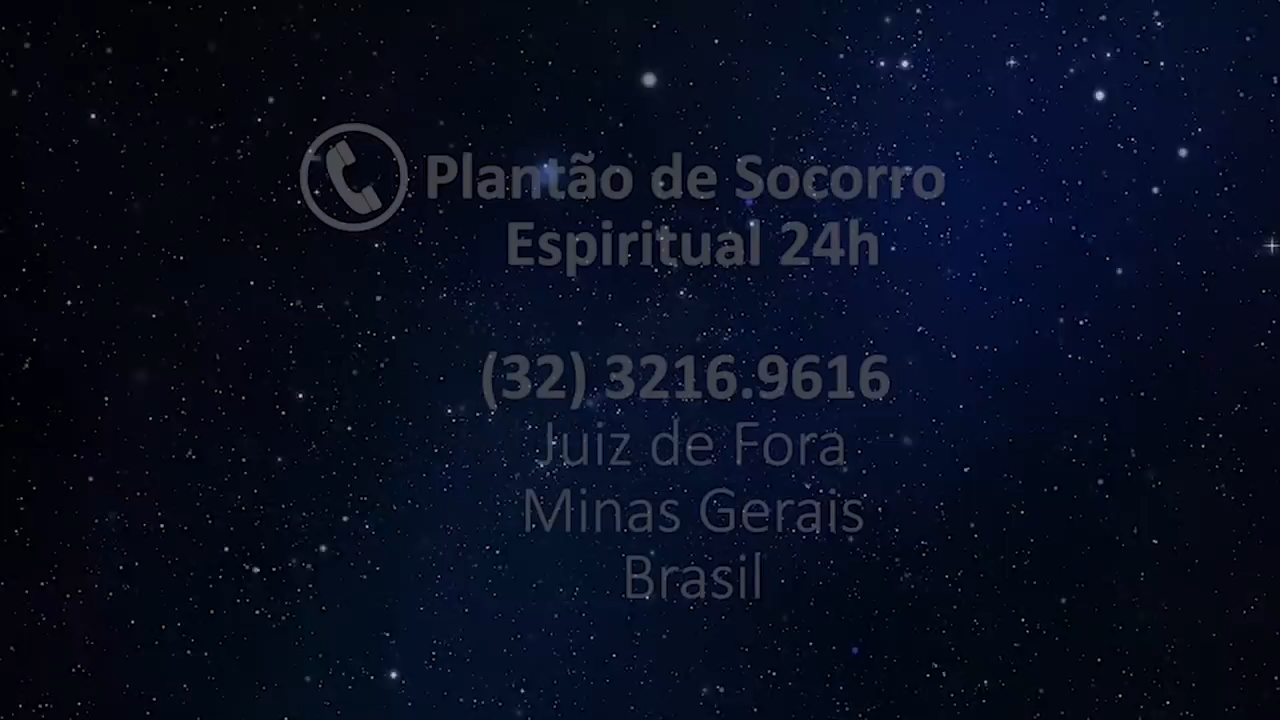 Plantão de Socorro
Espiritual 24h
(32) 3216.9616
Juiz de Fora
Minas Gerais
Brasil